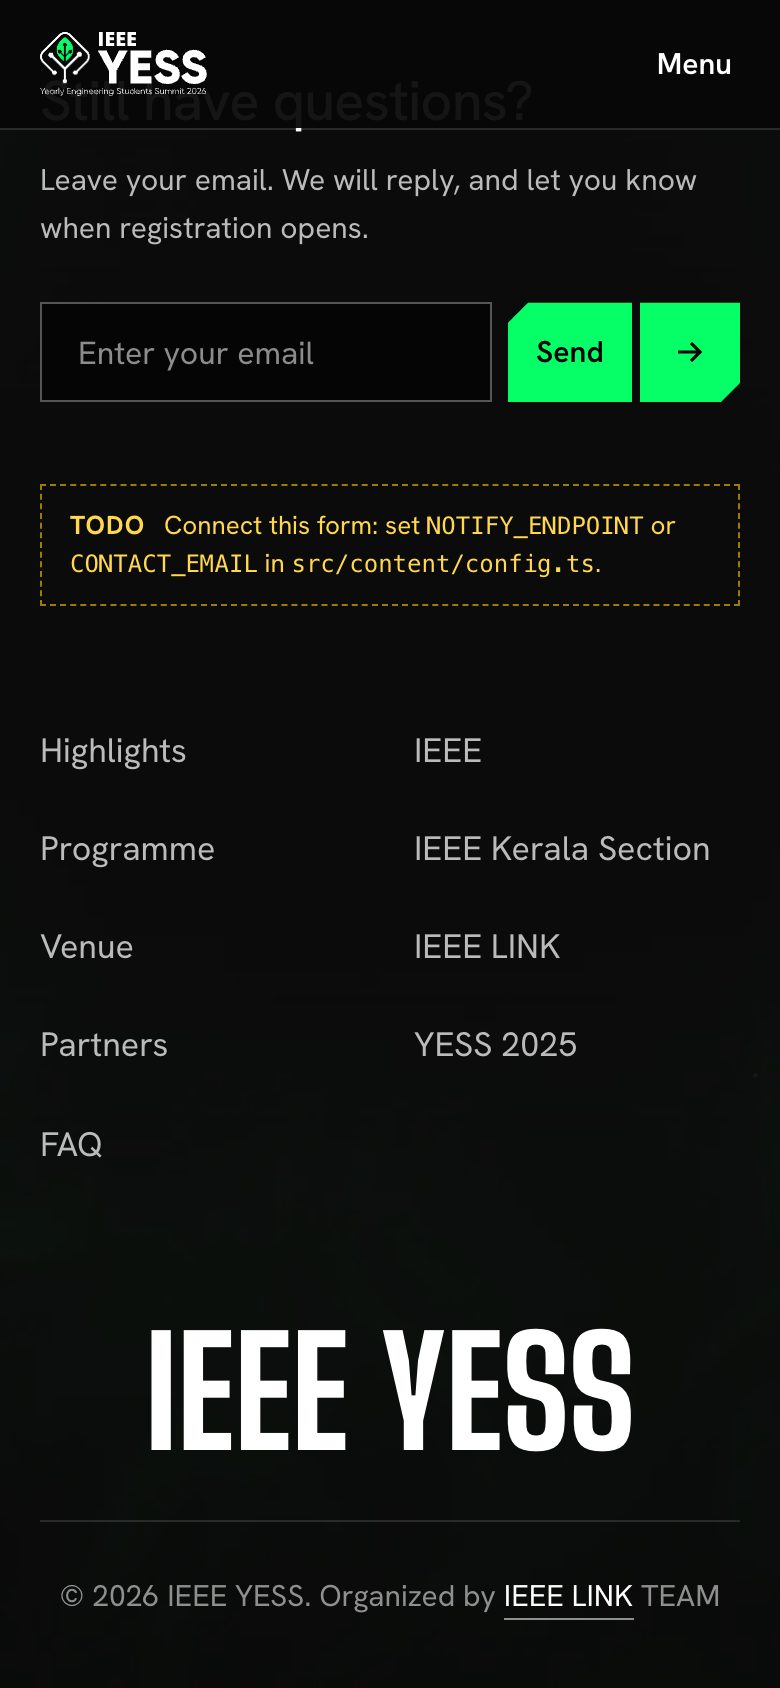 IEEE
YESS
Yearly Engineering Students Summit 2026
Menu
Still have questions?
Leave your email. We will reply, and let you know
when registration opens.
Enter your email
Send →
TODO Connect this form: set NOTIFY_ENDPOINT or
CONTACT_EMAIL in src/content/config.ts.
Highlights
IEEE
Programme
IEEE Kerala Section
Venue
IEEE LINK
Partners
YESS 2025
FAQ
IEEE YESS
© 2026 IEEE YESS. Organized by IEEE LINK TEAM